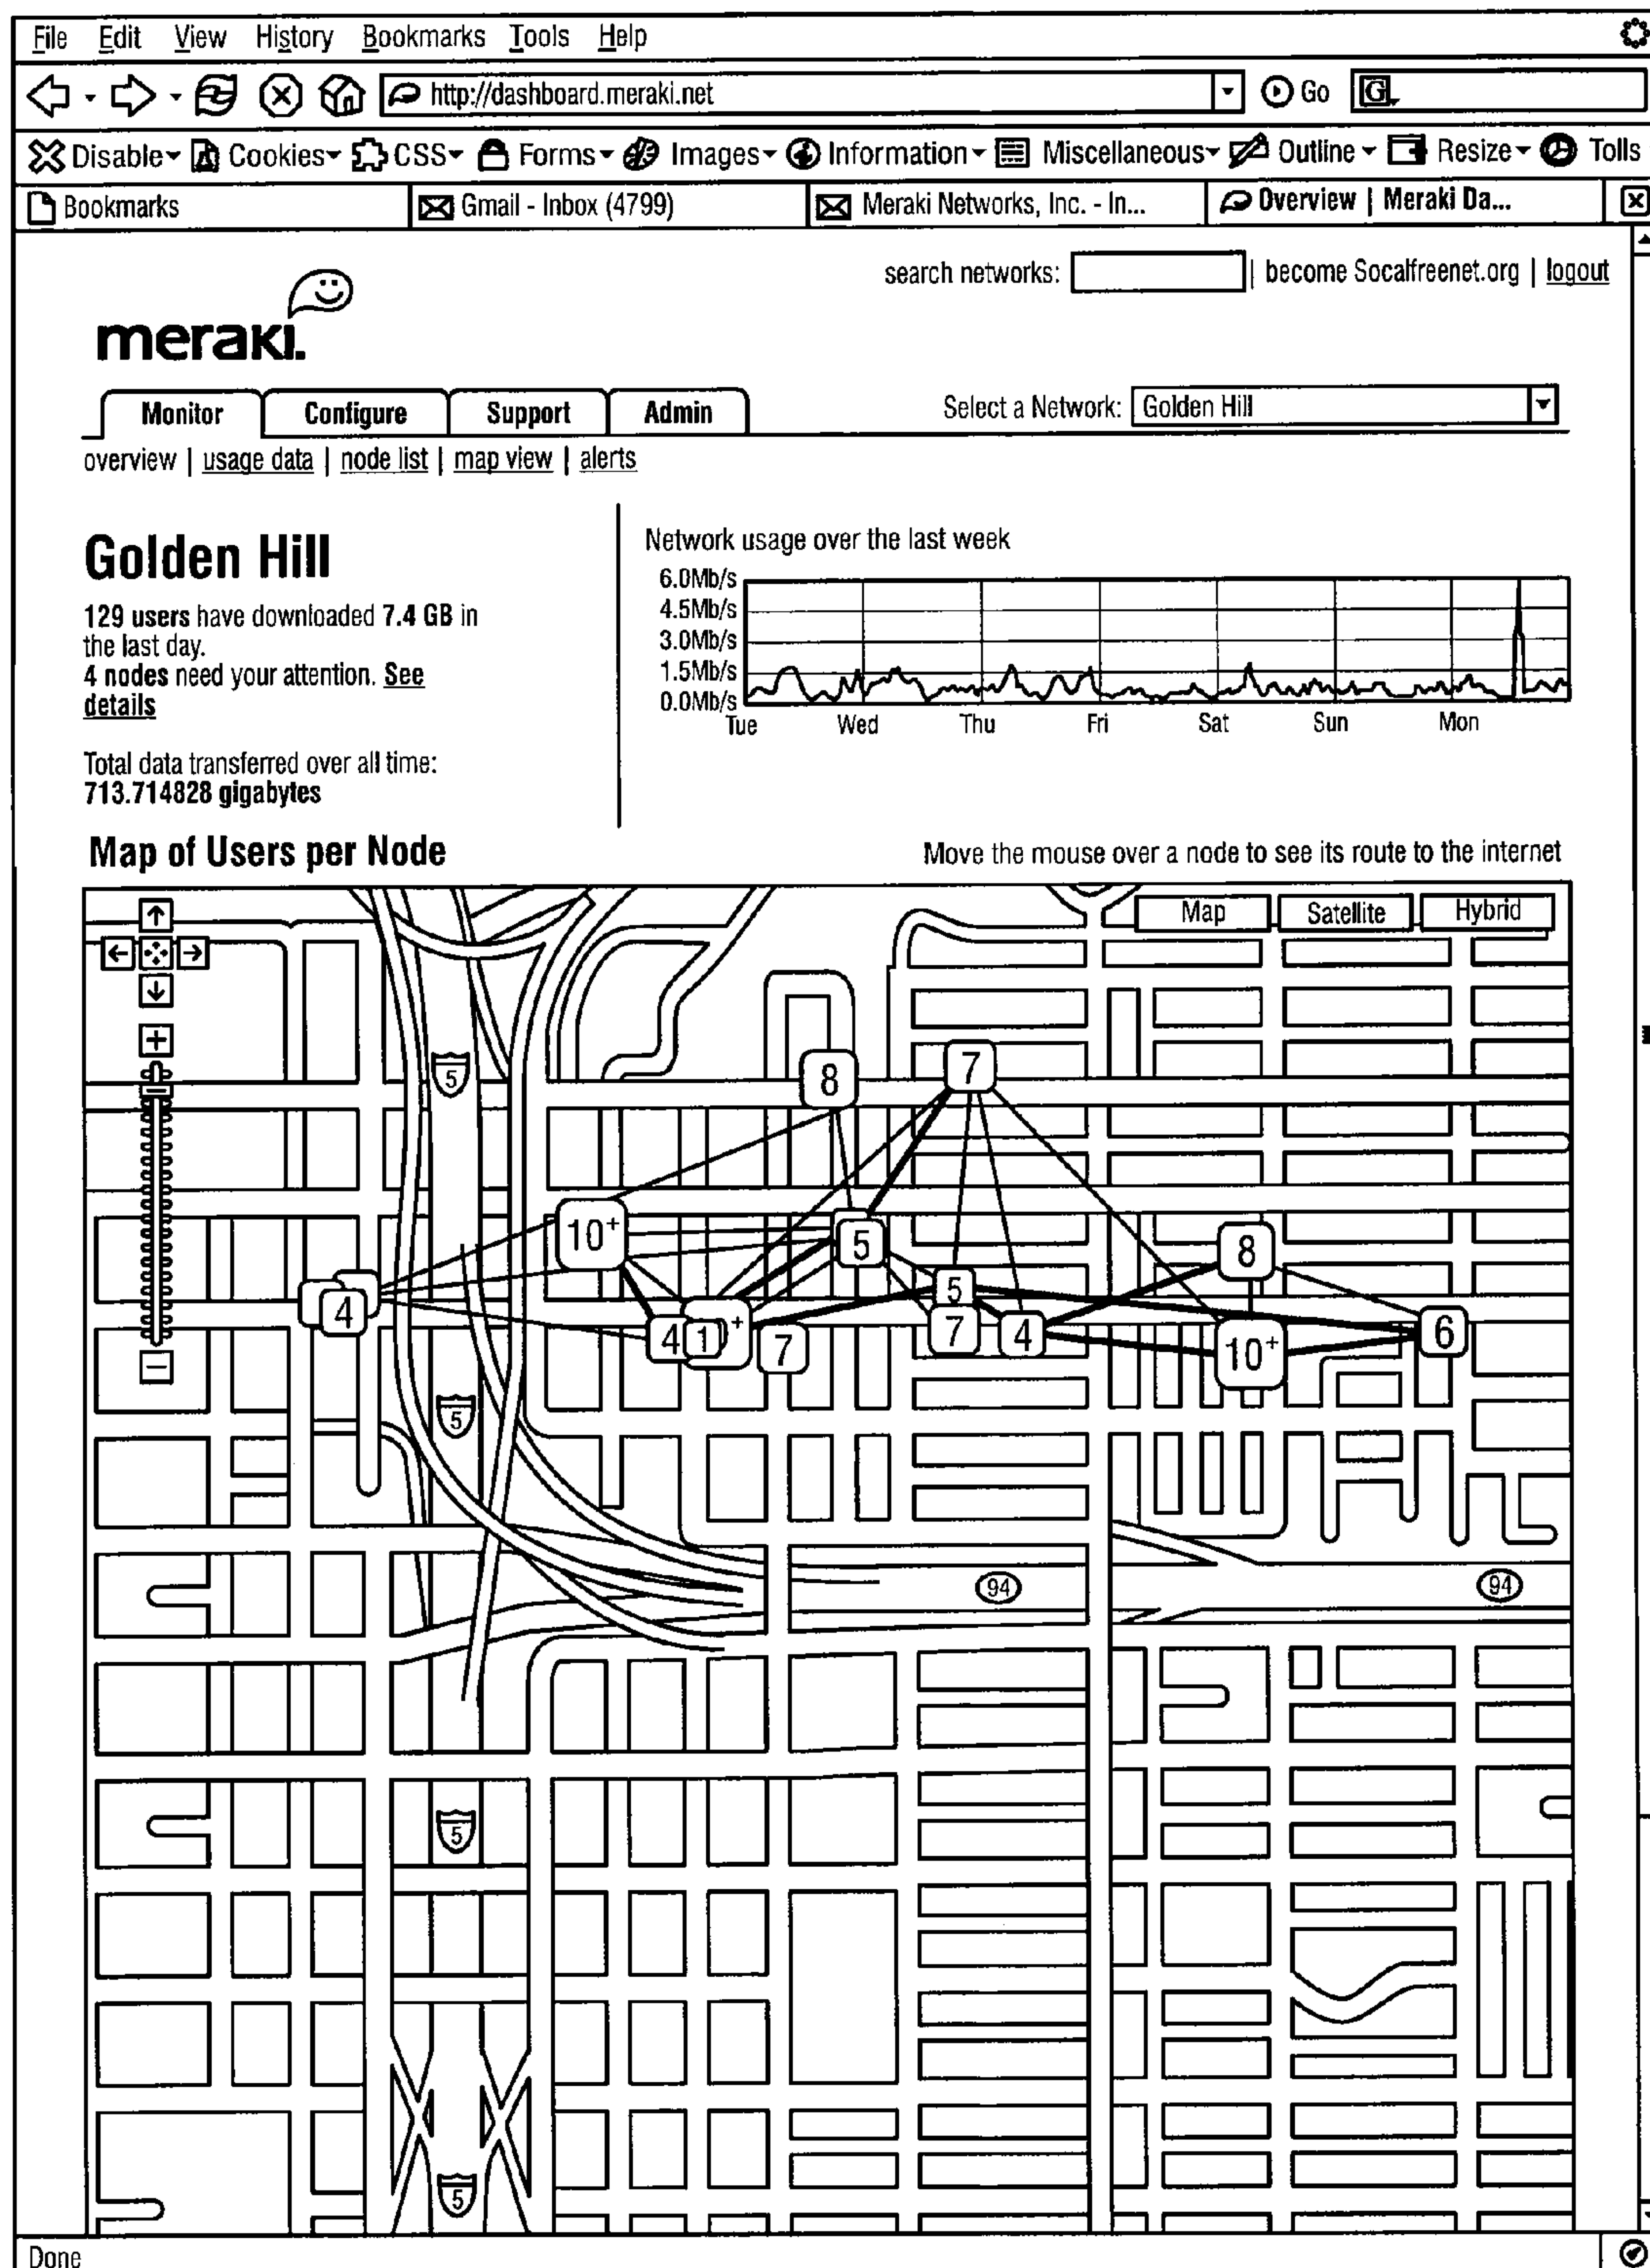 File Edit View History Bookmarks Tools Help
http://dashboard.meraki.net Go G
Disable Cookies CSS Forms Images Information Miscellaneous Outline Resize Tolls
Bookmarks Gmail - Inbox (4799) Meraki Networks, Inc. - In... Overview | Meraki Da...
search networks: | become Socalfreenet.org | logout
meraki.
Monitor Configure Support Admin Select a Network: Golden Hill
overview | usage data | node list | map view | alerts
Golden Hill
129 users have downloaded 7.4 GB in
the last day.
4 nodes need your attention. See
details
Total data transferred over all time:
713.714828 gigabytes
Network usage over the last week
6.0Mb/s
4.5Mb/s
3.0Mb/s
1.5Mb/s
0.0Mb/s
Tue Wed Thu Fri Sat Sun Mon
Map of Users per Node Move the mouse over a node to see its route to the internet
Map Satellite Hybrid
5 8 7
10+ 5 8
4 5
4 1 + 7 7 4 10+ 6
5
94 94
5
5
Done